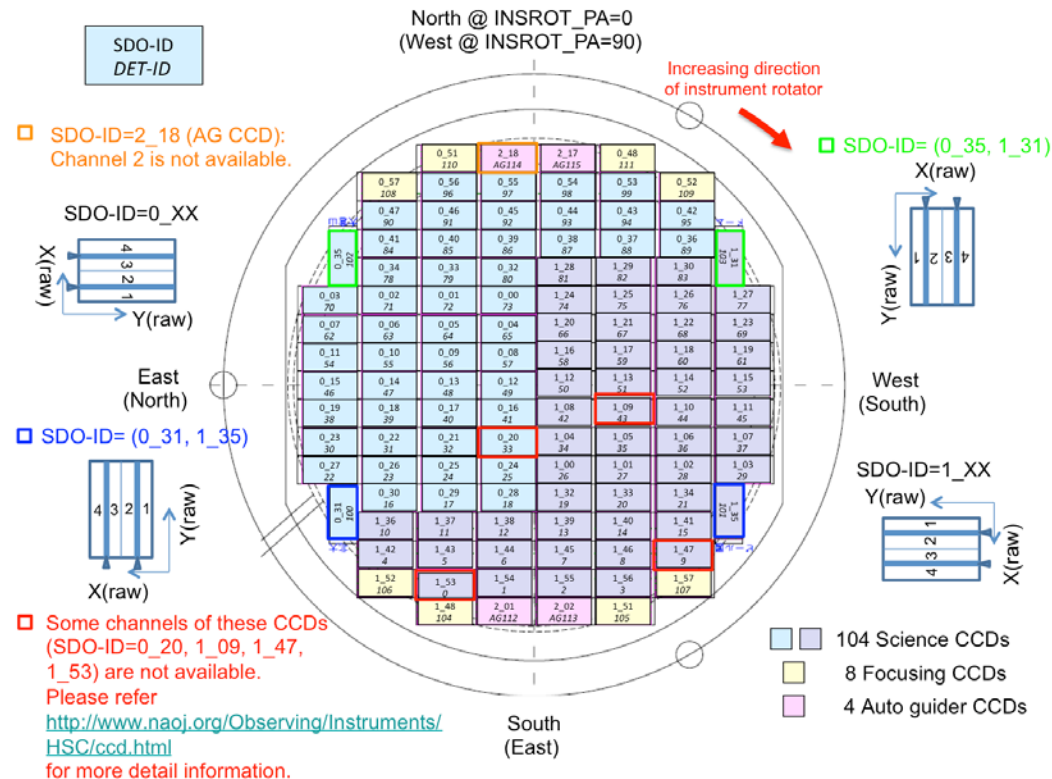 North @ INSROT_PA=0
(West @ INSROT_PA=90)
SDO-ID
DET-ID
Increasing direction
of instrument rotator
SDO-ID=2_18 (AG CCD):
Channel 2 is not available.
SDO-ID= (0_35, 1_31)
X(raw)
Y(raw)
1 2 3 4
SDO-ID=0_XX
X(raw)
4
3
2
1
Y(raw)
0_51 2_18 2_17 0_48
110 AG114 AG115 111
0_57 0_56 0_55 0_54 0_53 0_52
108 96 97 98 99 109
0_47 0_46 0_45 0_44 0_43 0_42
90 91 92 93 94 95
0_41 0_40 0_39 0_38 0_37 0_36
84 85 86 87 88 89
0_35 1_31
102 103
0_34 0_33 0_32 1_28 1_29 1_30
78 79 80 81 82 83
0_03 0_02 0_01 0_00 1_24 1_25 1_26 1_27
70 71 72 73 74 75 76 77
0_07 0_06 0_05 0_04 1_20 1_21 1_22 1_23
62 63 64 65 66 67 68 69
0_11 0_10 0_09 0_08 1_16 1_17 1_18 1_19
54 55 56 57 58 59 60 61
0_15 0_14 0_13 0_12 1_12 1_13 1_14 1_15
46 47 48 49 50 51 52 53
0_19 0_18 0_17 0_16 1_08 1_09 1_10 1_11
38 39 40 41 42 43 44 45
0_23 0_22 0_21 0_20 1_04 1_05 1_06 1_07
30 31 32 33 34 35 36 37
0_27 0_26 0_25 0_24 1_00 1_01 1_02 1_03
22 23 24 25 26 27 28 29
0_31 1_35
100 101
0_30 0_29 0_28 1_32 1_33 1_34
16 17 18 19 20 21
1_36 1_37 1_38 1_39 1_40 1_41
10 11 12 13 14 15
1_42 1_43 1_44 1_45 1_46 1_47
4 5 6 7 8 9
1_52 1_53 1_54 1_55 1_56 1_57
106 0 1 2 3 107
1_48 2_01 2_02 1_51
104 AG112 AG113 105
East
(North)
West
(South)
SDO-ID= (0_31, 1_35)
4 3 2 1
Y(raw)
X(raw)
SDO-ID=1_XX
Y(raw)
1
2
3
4
X(raw)
Some channels of these CCDs
(SDO-ID=0_20, 1_09, 1_47,
1_53) are not available.
Please refer
http://www.naoj.org/Observing/Instruments/
HSC/ccd.html
for more detail information.
South
(East)
104 Science CCDs
8 Focusing CCDs
4 Auto guider CCDs